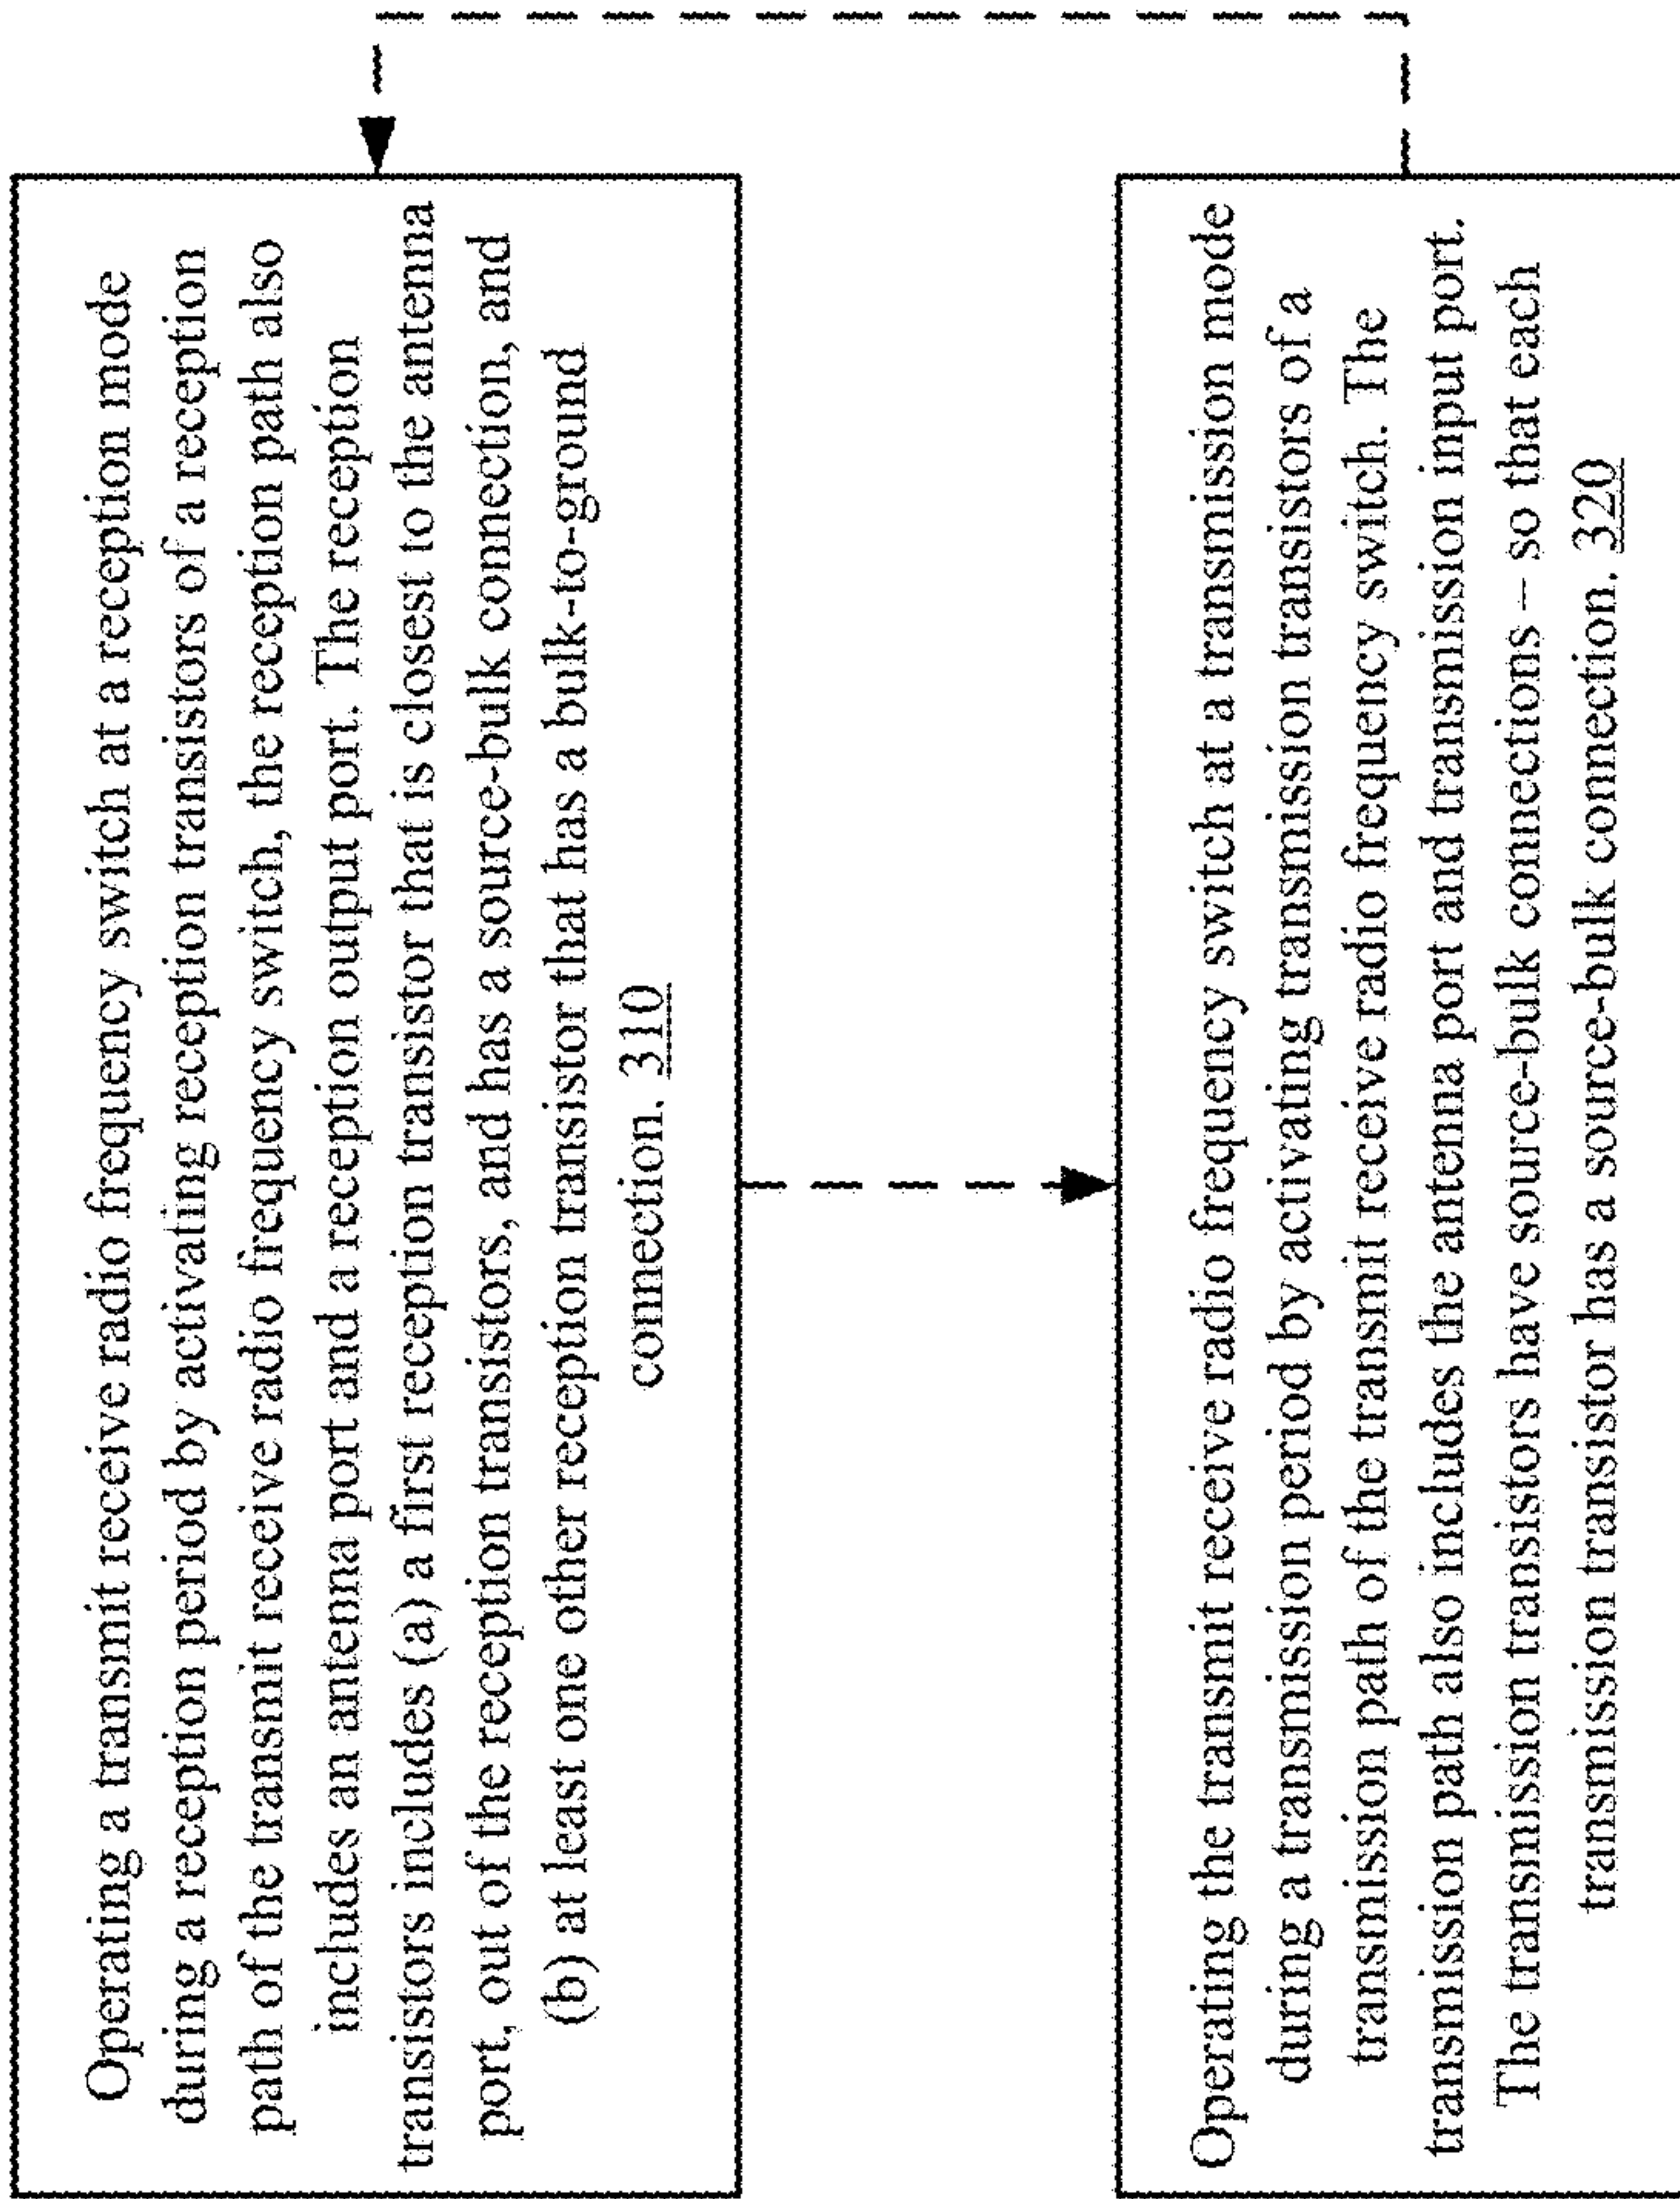 Operating a transmit receive radio frequency switch at a reception mode
during a reception period by activating reception transistors of a reception
path of the transmit receive radio frequency switch, the reception path also
includes an antenna port and a reception output port. The reception
transistors includes (a) a first reception transistor that is closest to the antenna
port, out of the reception transistors, and has a source-bulk connection, and
(b) at least one other reception transistor that has a bulk-to-ground
connection. 310
Operating the transmit receive radio frequency switch at a transmission mode
during a transmission period by activating transmission transistors of a
transmission path of the transmit receive radio frequency switch. The
transmission path also includes the antenna port and transmission input port.
The transmission transistors have source-bulk connections – so that each
transmission transistor has a source-bulk connection. 320